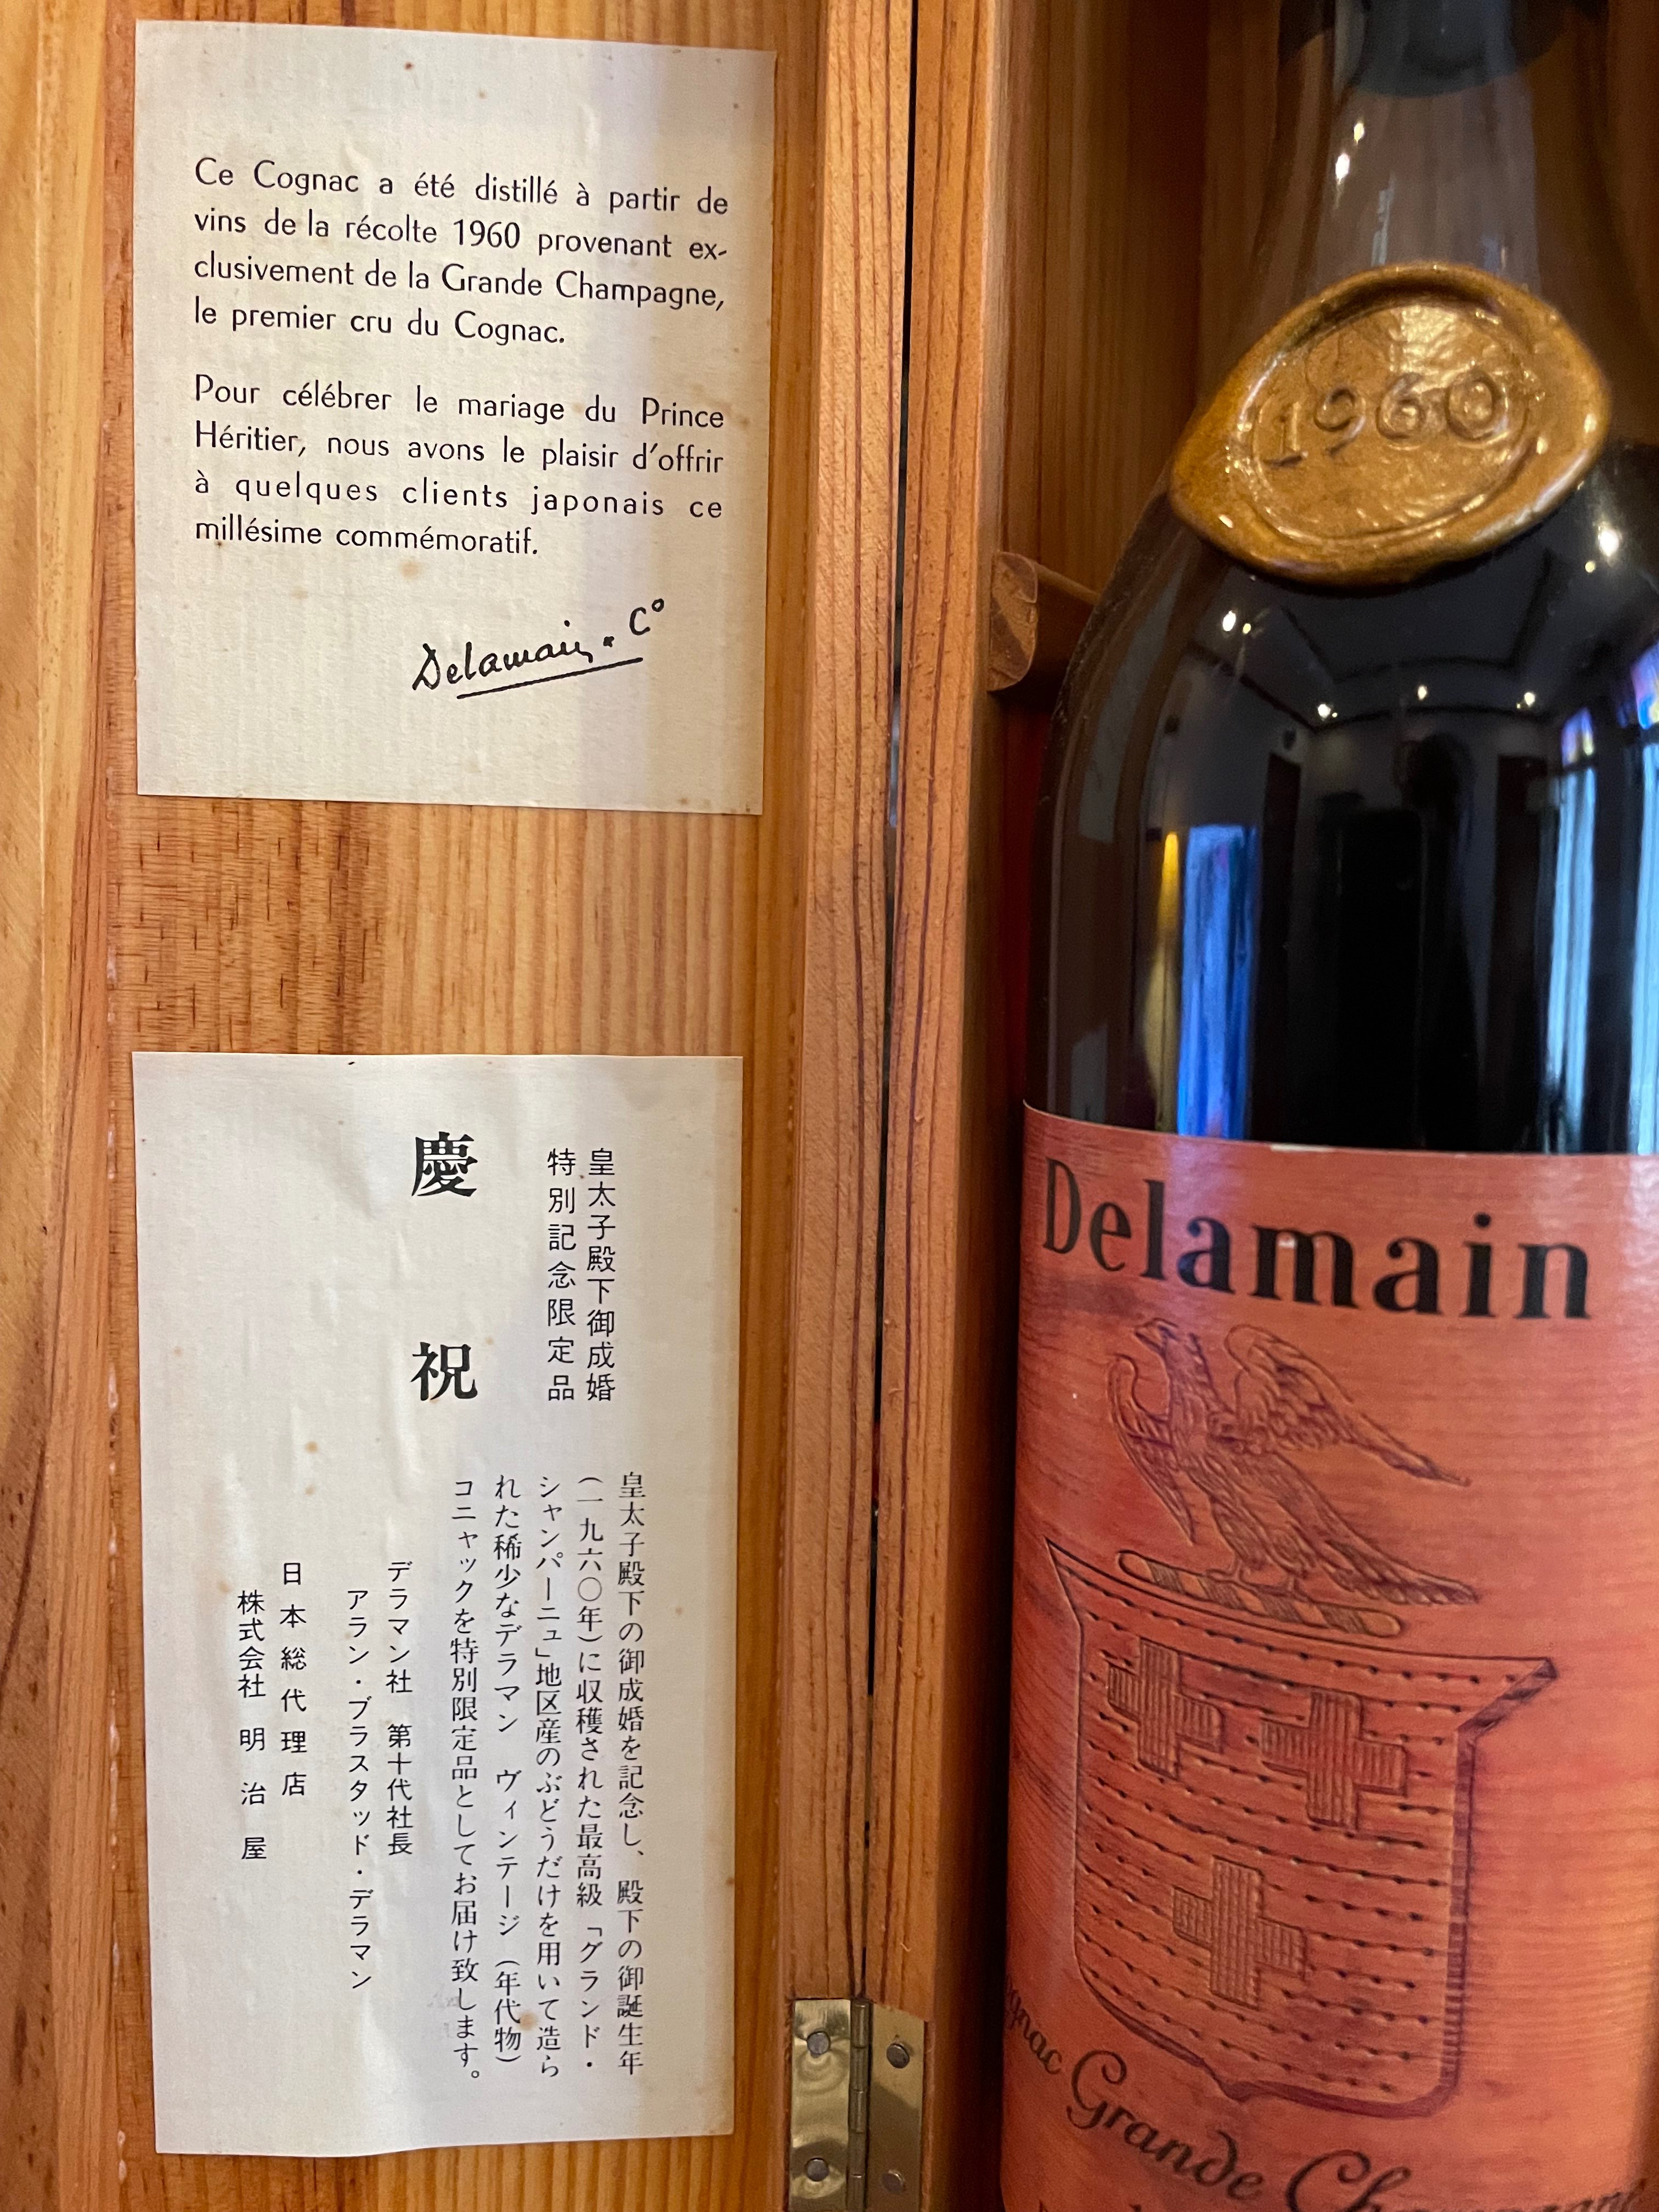 Ce Cognac a été distillé à partir de
vins de la récolte 1960 provenant ex-
clusivement de la Grande Champagne,
le premier cru du Cognac.
Pour célébrer le mariage du Prince
Héritier, nous avons le plaisir d'offrir
à quelques clients japonais ce
millésime commémoratif.
Delamain . C°
皇太子殿下御成婚
特別記念限定品
慶祝
皇太子殿下の御成婚を記念し、殿下の御誕生年
(一九六〇年)に収穫された最高級「グランド・
シャンパーニュ」地区産のぶどうだけを用いて造ら
れた稀少なデラマン ヴィンテージ(年代物)
コニャックを特別限定品としてお届け致します。
デラマン社 第十代社長
アラン・ブラスタッド・デラマン
日本総代理店
株式会社 明治屋
1960
Delamain
Grande